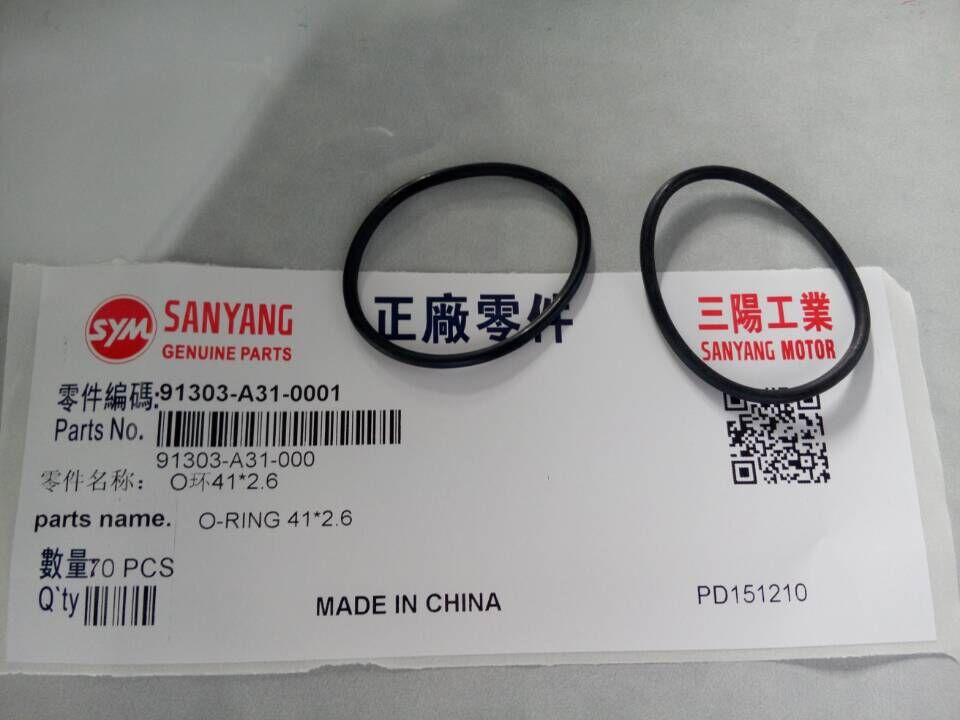 SYM SANYANG
GENUINE PARTS
正廠零件
三陽工業
SANYANG MOTOR
零件編碼:91303-A31-0001
Parts No.
91303-A31-000
零件名称: O环41*2.6
parts name. O-RING 41*2.6
數量70 PCS
Q`ty
MADE IN CHINA
PD151210